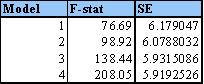 Model F-stat SE
1 76.69 6.179047
2 98.92 6.0788032
3 138.44 5.9315086
4 208.05 5.9192526